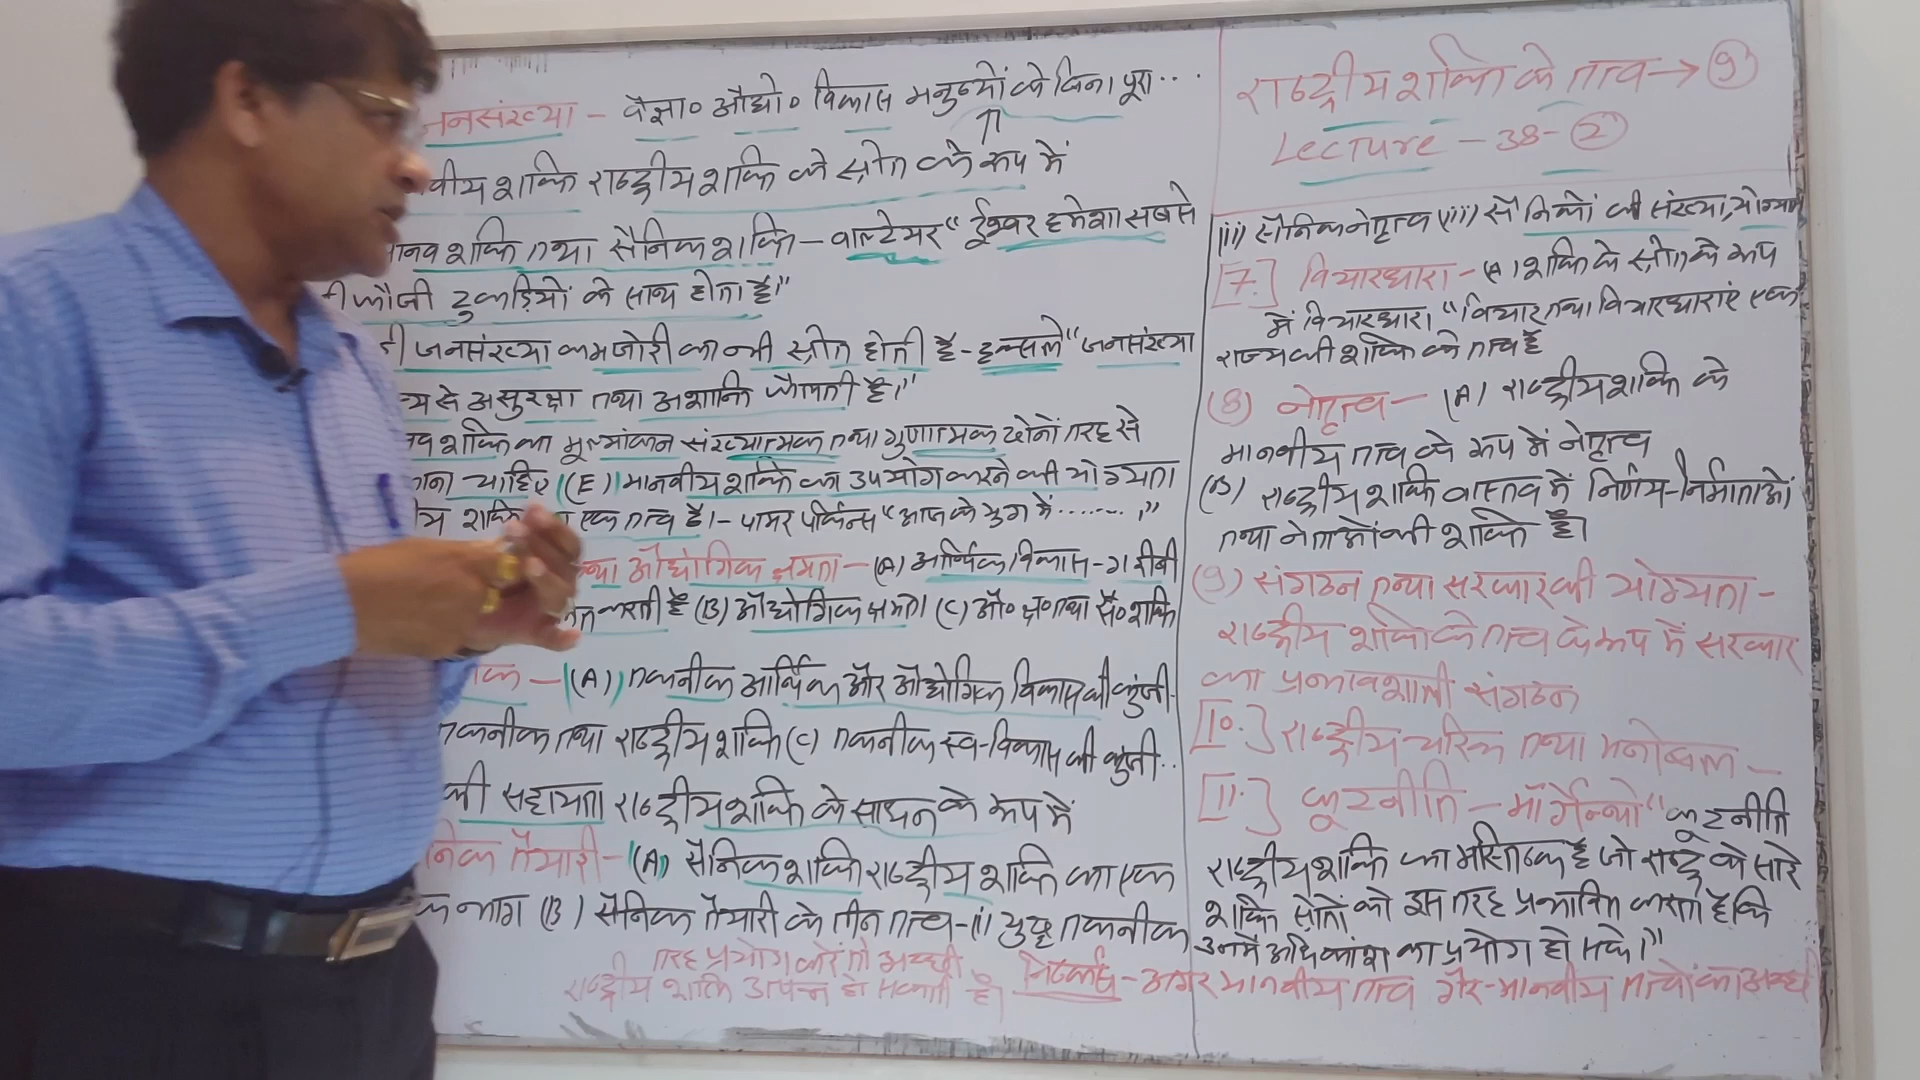 जनसंख्या - वैज्ञा० औद्यो० विकास मनुष्यों के बिना पूरा...
वीय शक्ति राष्ट्रीय शक्ति के स्रोत के रूप में
मानव शक्ति तथा सैनिक शक्ति - वाल्टेयर "ईश्वर हमेशा सबसे
फौजी टुकड़ियों के साथ होता है।"
जनसंख्या कमजोरी का भी स्रोत होती है - हक्सले "जनसंख्या
से असुरक्षा तथा अशान्ति फैलती है।"
शक्ति का मूल्यांकन संख्यात्मक तथा गुणात्मक दोनों तरह से
चाहिए (E) मानवीय शक्ति का उपयोग करने की योग्यता
शक्ति एक तत्व है। - पामर पर्किन्स "आज के युग में......."
तथा औद्योगिक क्षमता - (A) आर्थिक विकास - गरीबी
करती है (B) औद्योगिक क्षमता (C) औ० क्ष० तथा सै० शक्ति
(A) तकनीक आर्थिक और औद्योगिक विकास की कुंजी
तकनीक तथा राष्ट्रीय शक्ति (C) तकनीक स्व-विकास की कुंजी..
की सहायता राष्ट्रीय शक्ति के साधन के रूप में
तैयारी - (A) सैनिक शक्ति राष्ट्रीय शक्ति का एक
भाग (B) सैनिक तैयारी के तीन तत्व - (i) युद्ध तकनीक
राष्ट्रीय शक्ति के तत्व → 9
Lecture - 38 - 2
(ii) सैनिक नेतृत्व (iii) सैनिकों की संख्या, योग्यता
[7.] विचारधारा - (A) शक्ति के स्रोत के रूप
में विचारधारा "विचार तथा विचारधाराएं एक
राज्य की शक्ति के तत्व है
(8) नेतृत्व - (A) राष्ट्रीय शक्ति के
मानवीय तत्व के रूप में नेतृत्व
(B) राष्ट्रीय शक्ति वास्तव में निर्णय-निर्माताओं
तथा नेताओं की शक्ति है।
(9) संगठन तथा सरकार की योग्यता -
राष्ट्रीय शक्ति के तत्व के रूप में सरकार
का प्रभावशाली संगठन
[10.] राष्ट्रीय चरित्र तथा मनोबल -
[11.] कूटनीति - मॉर्गेन्थो "कूटनीति
राष्ट्रीय शक्ति का मस्तिष्क है जो राष्ट्र के सारे
शक्ति स्रोतों को इस तरह प्रभावित करता है कि
उनमें अधिकांश का प्रयोग हो सके।"
निष्कर्ष - अगर मानवीय तत्व गैर-मानवीय तत्वों का अच्छी
तरह प्रयोग करें तो अच्छी
राष्ट्रीय शक्ति उत्पन्न हो सकती है।